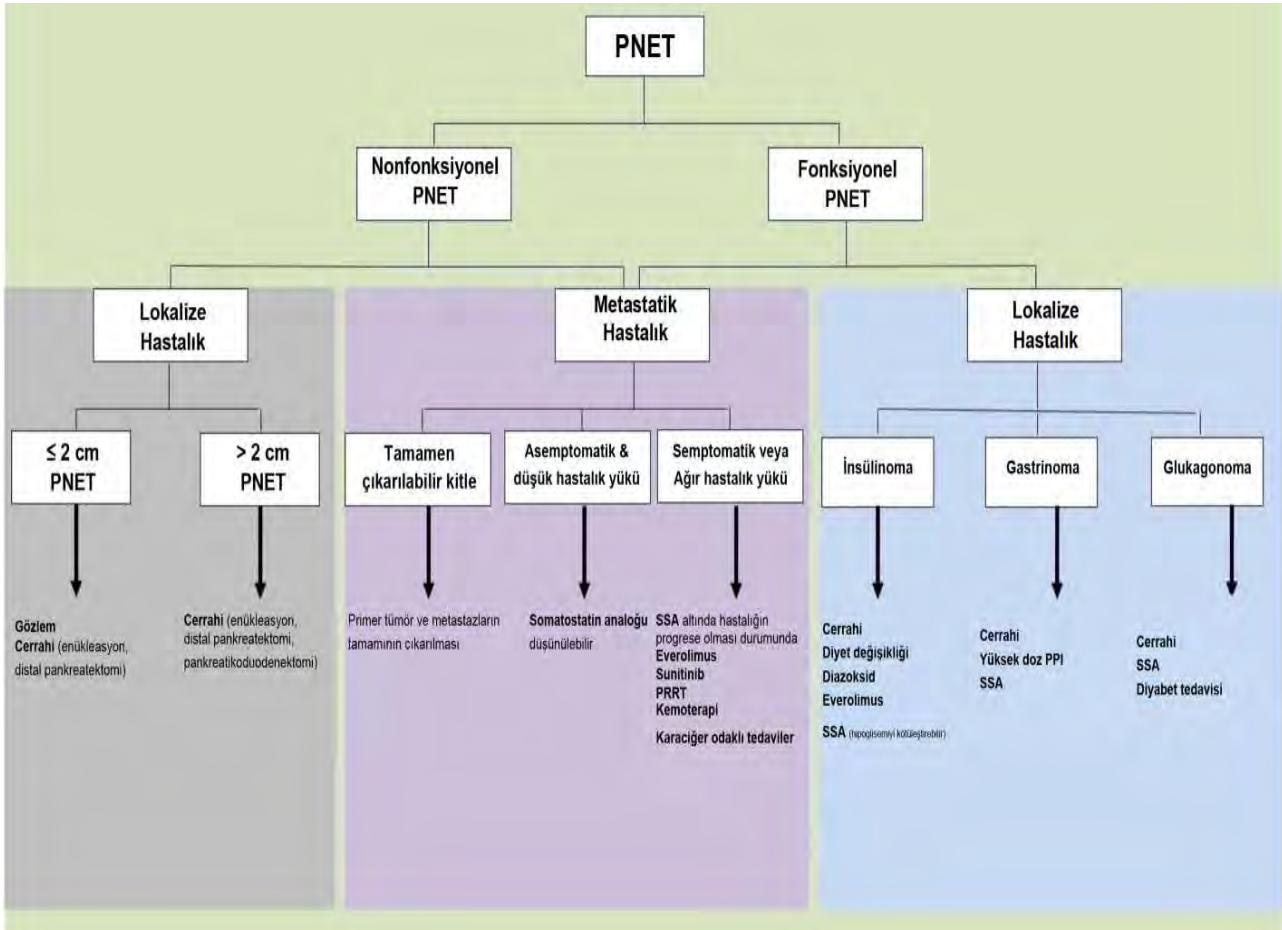 PNET
Nonfonksiyonel
PNET
Fonksiyonel
PNET
Lokalize
Hastalık
Metastatik
Hastalık
Lokalize
Hastalık
≤ 2 cm
PNET
> 2 cm
PNET
Tamamen
çıkarılabilir kitle
Asemptomatik &
düşük hastalık yükü
Semptomatik veya
Ağır hastalık yükü
İnsülinoma
Gastrinoma
Glukagonoma
Gözlem
Cerrahi (enükleasyon,
distal pankreatektomi)
Cerrahi (enükleasyon,
distal pankreatektomi,
pankreatikoduodenektomi)
Primer tümör ve metastazların
tamamının çıkarılması
Somatostatin analoğu
düşünülebilir
SSA altında hastalığın
progrese olması durumunda
Everolimus
Sunitinib
PRRT
Kemoterapi
Karaciğer odaklı tedaviler
Cerrahi
Diyet değişikliği
Diazoksid
Everolimus
SSA (hipoglisemiyi kötüleştirebilir)
Cerrahi
Yüksek doz PPI
SSA
Cerrahi
SSA
Diyabet tedavisi